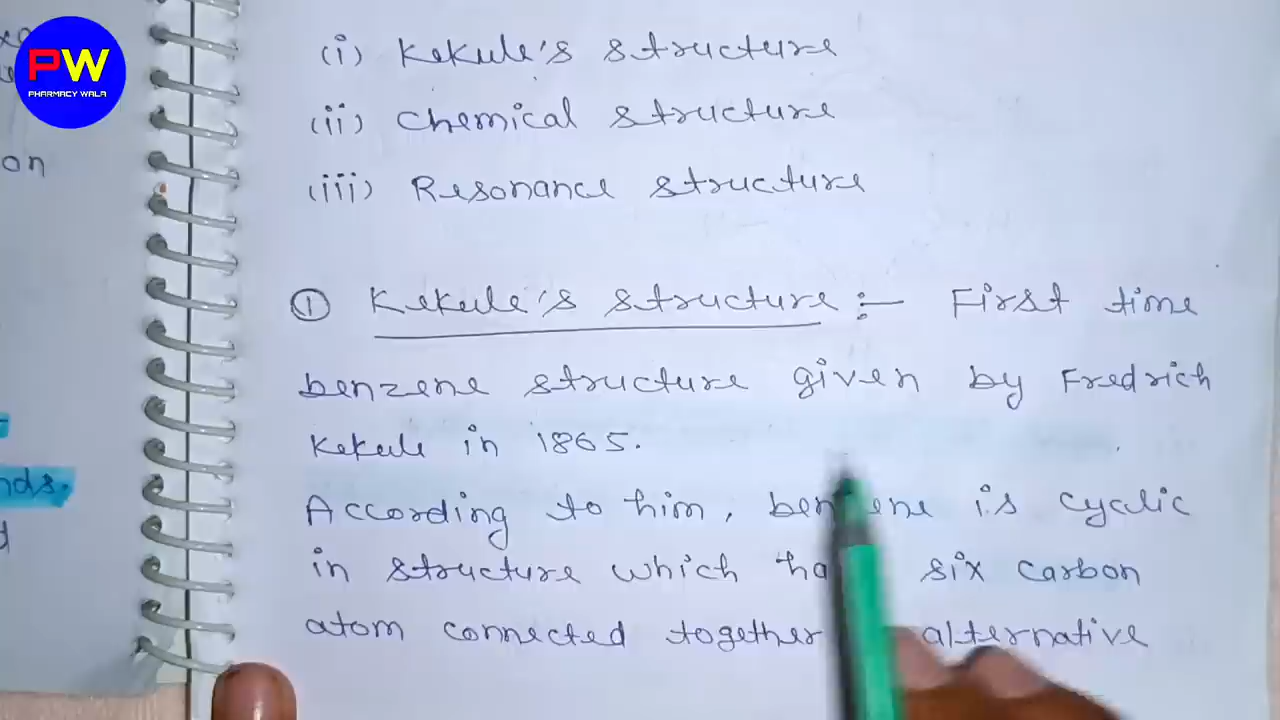 PW
PHARMACY WALA
on
nds.
(i) Kekule's structure
(ii) Chemical structure
(iii) Resonance structure
① Kekule's structure :- First time
benzene structure given by Fredrich
Kekule in 1865.
According to him, benzene is cyclic
in structure which six carbon
atom connected together alternative